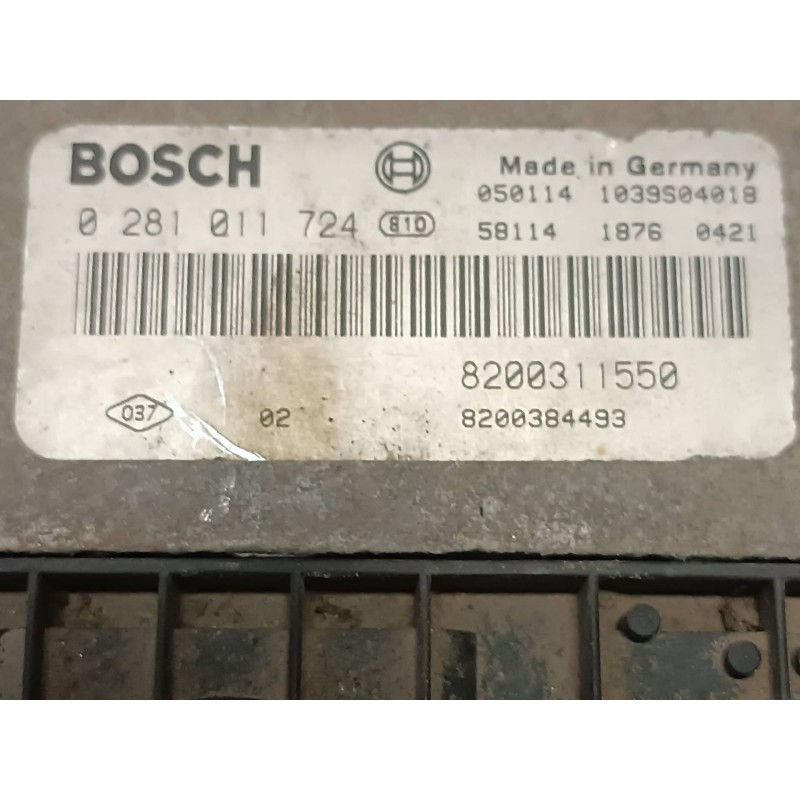 BOSCH
Made in Germany
050114 1039S04018
0 281 011 724 810
58114 1876 0421
8200311550
037 02 8200384493